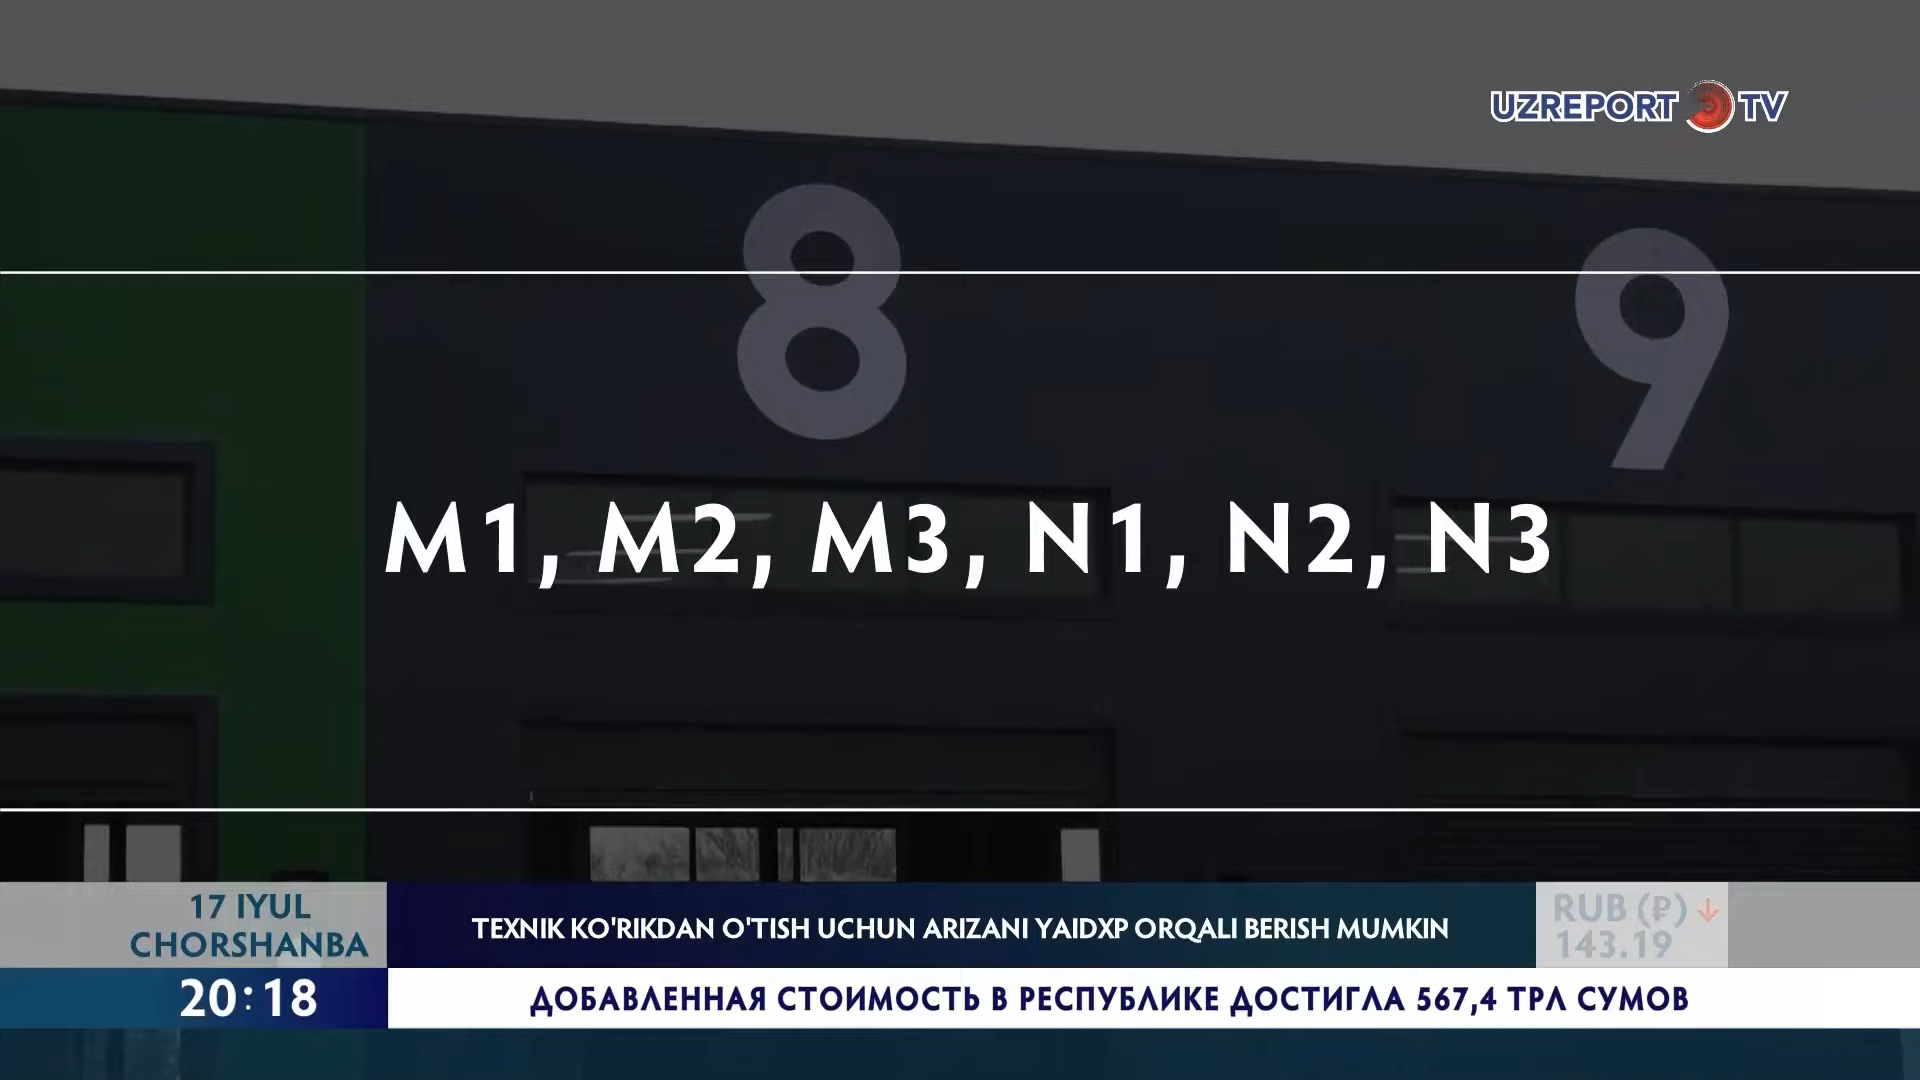 UZREPORT TV
8
9
M1, M2, M3, N1, N2, N3
17 IYUL
CHORSHANBA
TEXNIK KO'RIKDAN O'TISH UCHUN ARIZANI YAIDXP ORQALI BERISH MUMKIN
RUB (₽) ↓
143.19
20:18
ДОБАВЛЕННАЯ СТОИМОСТЬ В РЕСПУБЛИКЕ ДОСТИГЛА 567,4 ТРЛ СУМОВ